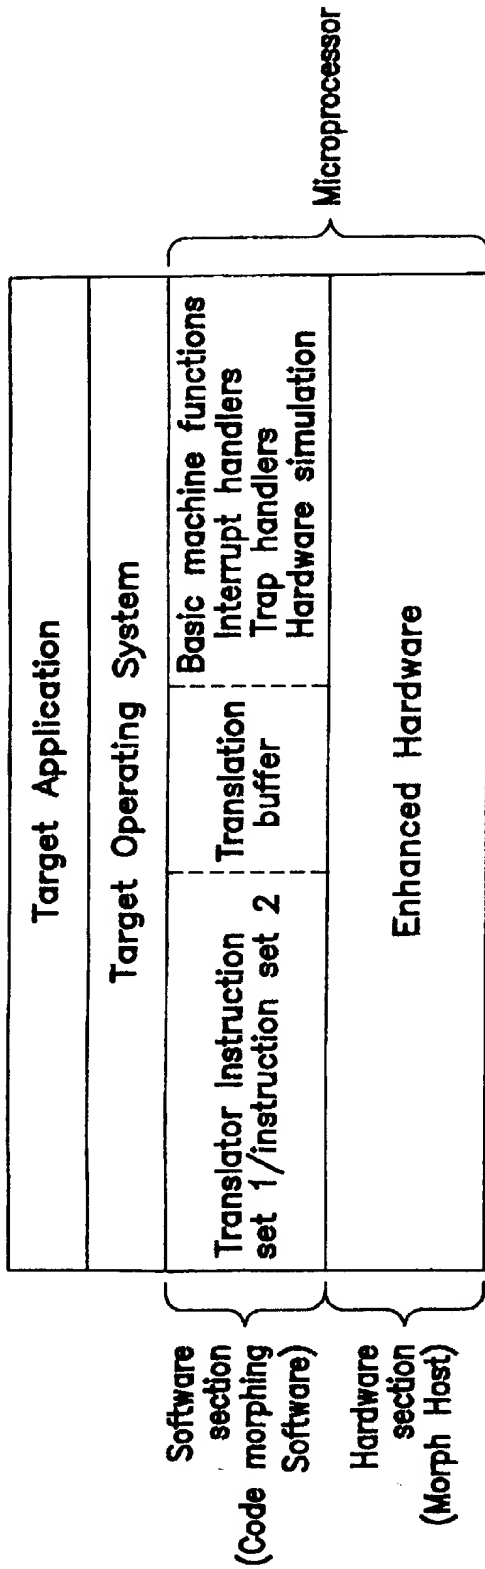 Target Application
Target Operating System
Software
section
(Code morphing
Software)
Translator Instruction
set 1/instruction set 2
Translation
buffer
Basic machine functions
Interrupt handlers
Trap handlers
Hardware simulation
Hardware
section
(Morph Host)
Enhanced Hardware
Microprocessor